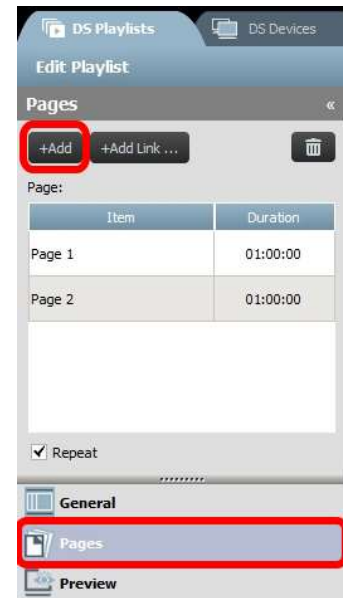 DS Playlists DS Devices
Edit Playlist
Pages «
+Add +Add Link ...
Page:
Item Duration
Page 1 01:00:00
Page 2 01:00:00
Repeat
General
Pages
Preview